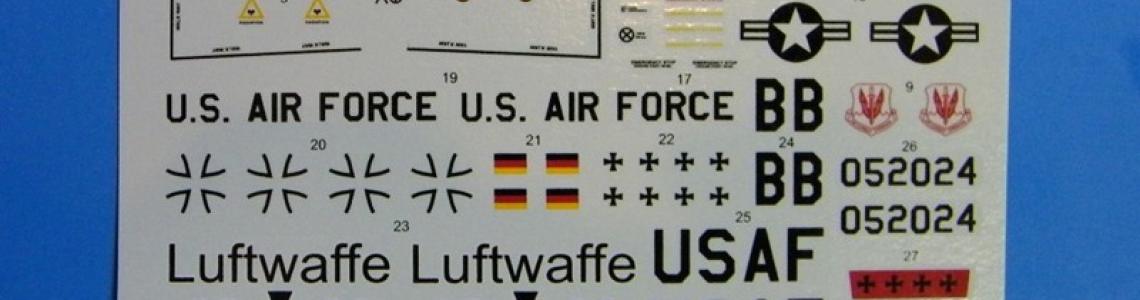 19 17
U.S. AIR FORCE U.S. AIR FORCE BB 9
20 21 22 24 26
BB 052024
052024
23 25
Luftwaffe Luftwaffe USAF 27